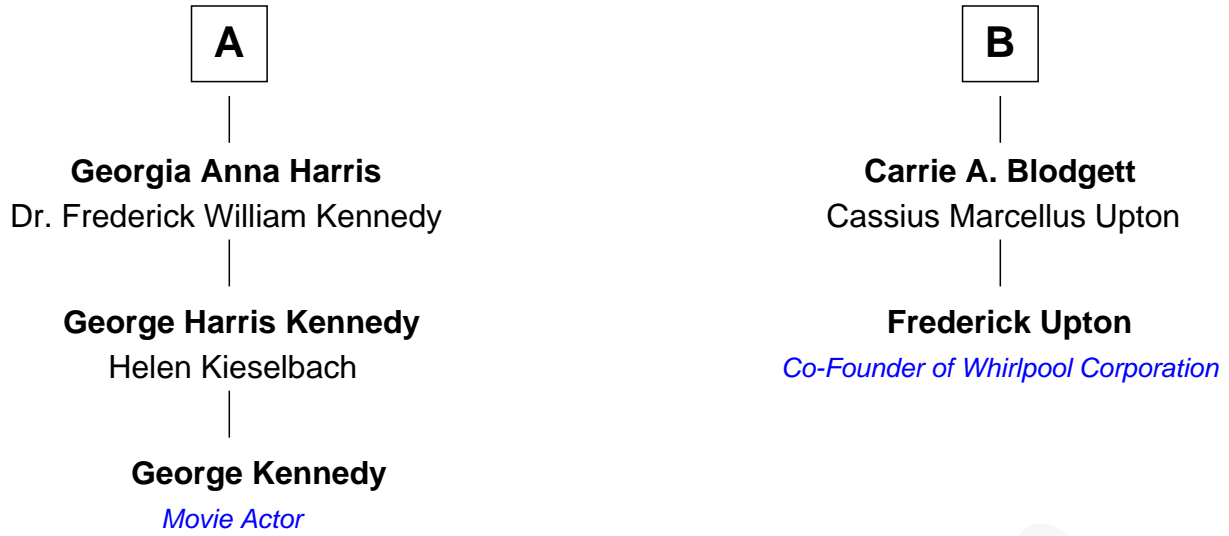 A
Georgia Anna Harris
Dr. Frederick William Kennedy
George Harris Kennedy
Helen Kieselbach
George Kennedy
Movie Actor
B
Carrie A. Blodgett
Cassius Marcellus Upton
Frederick Upton
Co-Founder of Whirlpool Corporation